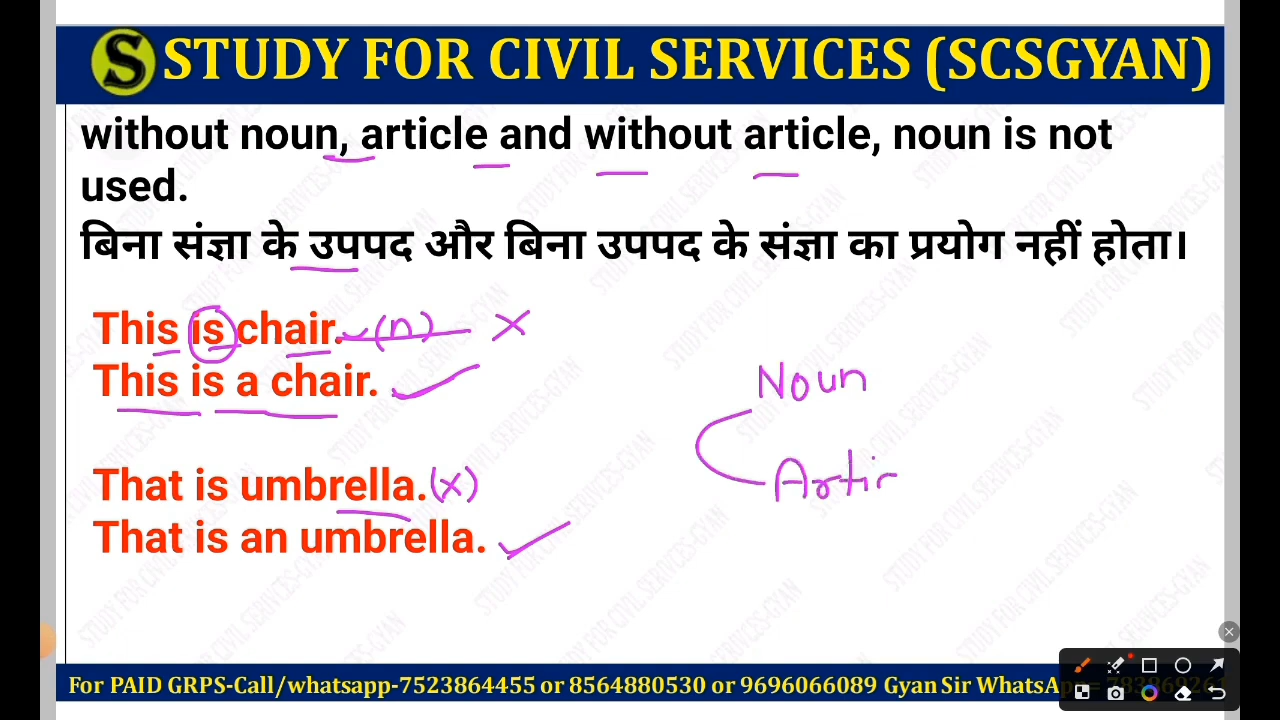 S STUDY FOR CIVIL SERVICES (SCSGYAN)
without noun, article and without article, noun is not
used.
बिना संज्ञा के उपपद और बिना उपपद के संज्ञा का प्रयोग नहीं होता।
This is chair. (n) X
This is a chair.
Noun
That is umbrella. (x)
Artic
That is an umbrella.
For PAID GRPS-Call/whatsapp-7523864455 or 8564880530 or 9696066089 Gyan Sir WhatsAp